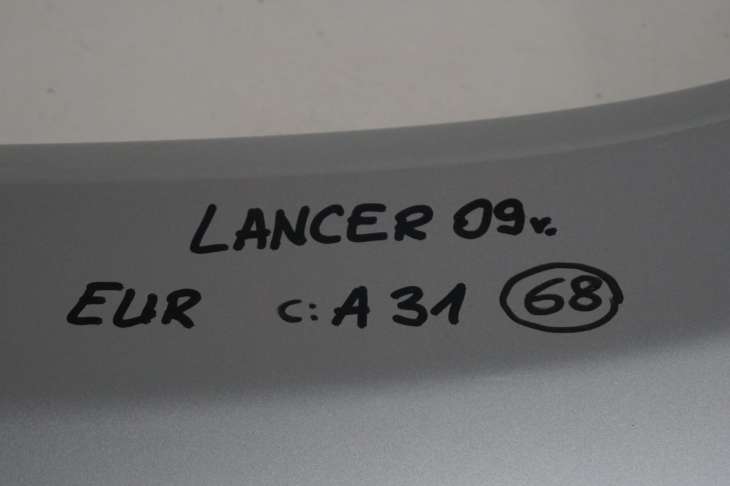 LANCER 09r.
EUR C: A31 68